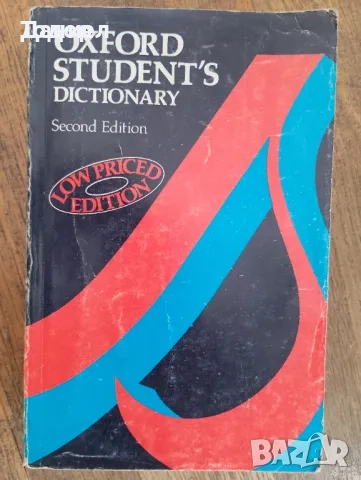 OXFORD
STUDENT'S
DICTIONARY
Second Edition
LOW PRICED
EDITION
BAZAR